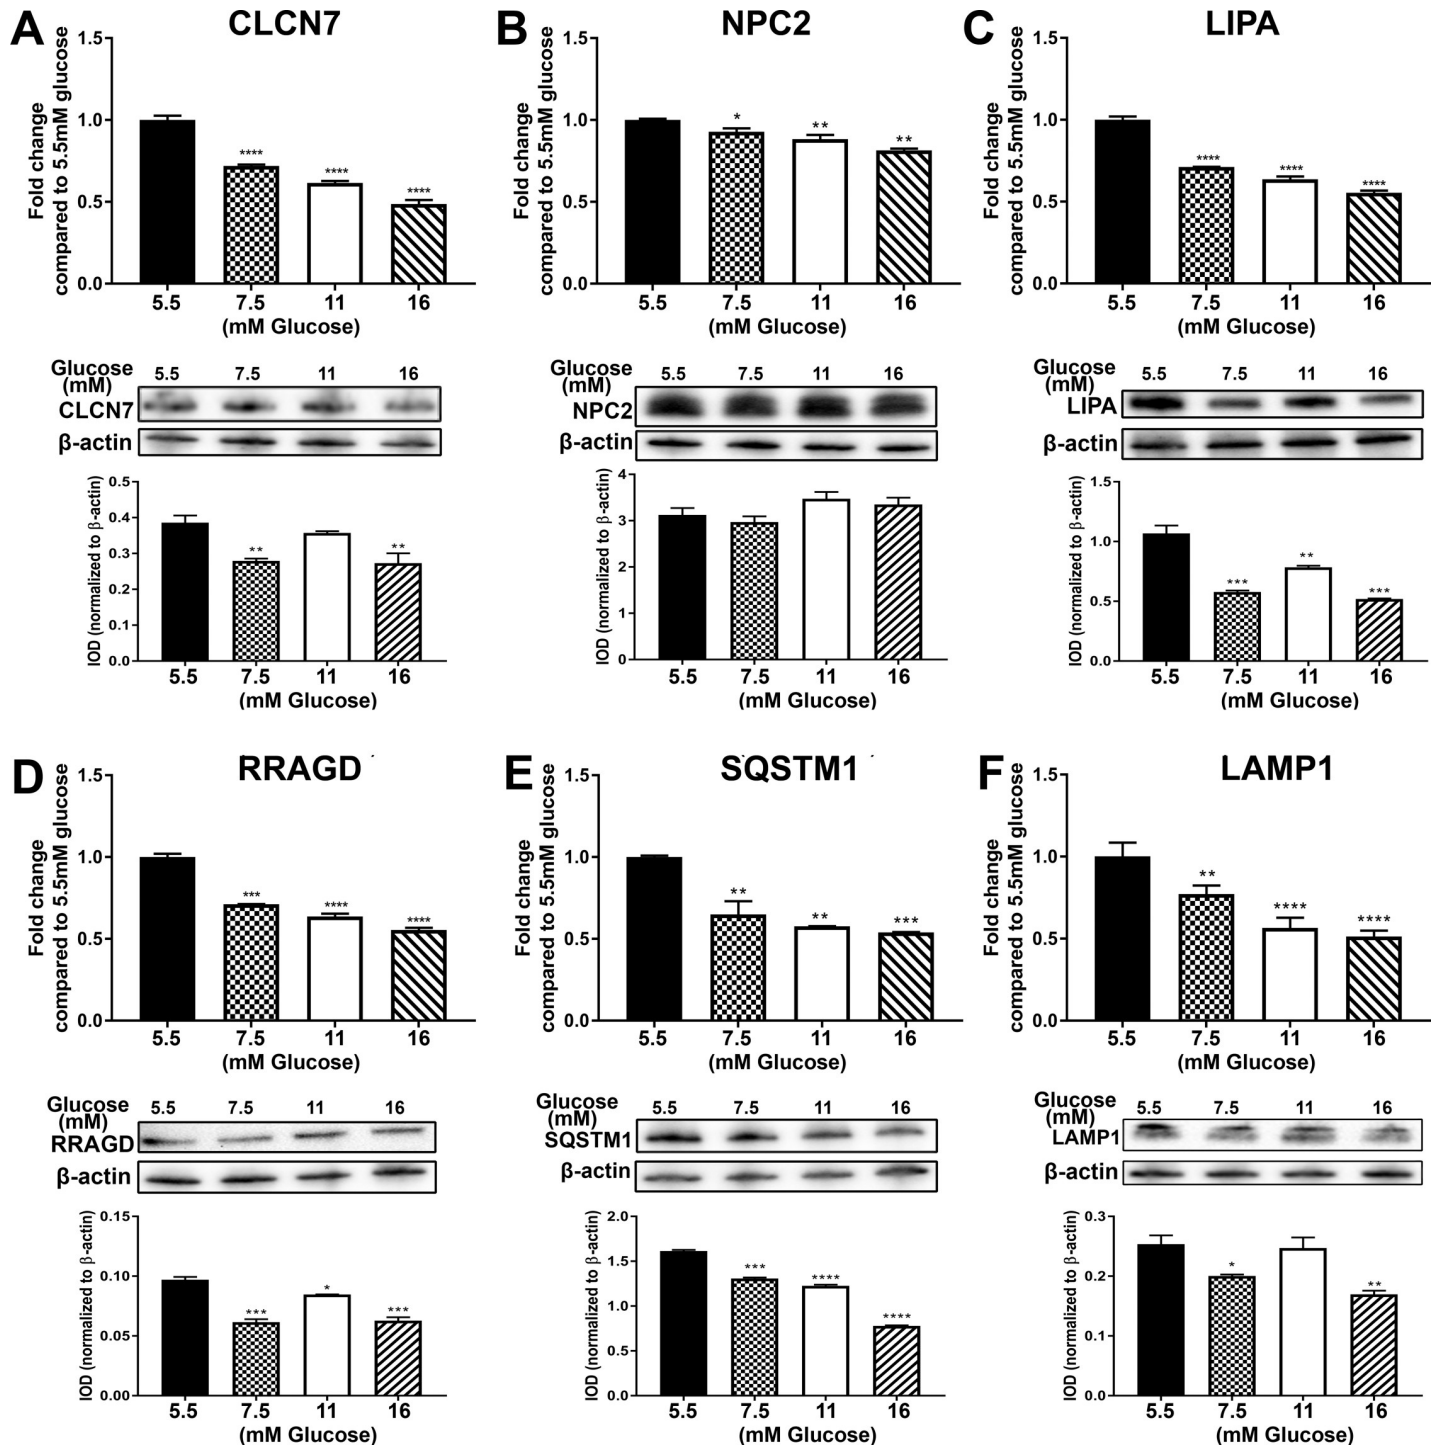 A
CLCN7
Fold change
compared to 5.5mM glucose
1.5
1.0
0.5
0.0
****
****
****
5.5 7.5 11 16
(mM Glucose)
Glucose
(mM)
5.5 7.5 11 16
CLCN7
β-actin
IOD (normalized to β-actin)
0.5
0.4
0.3
0.2
0.1
0.0
**
**
5.5 7.5 11 16
(mM Glucose)
B
NPC2
Fold change
compared to 5.5mM glucose
1.5
1.0
0.5
0.0
*
**
**
5.5 7.5 11 16
(mM Glucose)
Glucose
(mM)
5.5 7.5 11 16
NPC2
β-actin
IOD (normalized to β-actin)
4
3
2
1
0
5.5 7.5 11 16
(mM Glucose)
C
LIPA
Fold change
compared to 5.5mM glucose
1.5
1.0
0.5
0.0
****
****
****
5.5 7.5 11 16
(mM Glucose)
Glucose
(mM)
5.5 7.5 11 16
LIPA
β-actin
IOD (normalized to β-actin)
1.5
1.0
0.5
0.0
***
**
***
5.5 7.5 11 16
(mM Glucose)
D
RRAGD
Fold change
compared to 5.5mM glucose
1.5
1.0
0.5
0.0
***
****
****
5.5 7.5 11 16
(mM Glucose)
Glucose
(mM)
5.5 7.5 11 16
RRAGD
β-actin
IOD (normalized to β-actin)
0.15
0.10
0.05
0.00
***
*
***
5.5 7.5 11 16
(mM Glucose)
E
SQSTM1
Fold change
compared to 5.5mM glucose
1.5
1.0
0.5
0.0
**
**
***
5.5 7.5 11 16
(mM Glucose)
Glucose
(mM)
5.5 7.5 11 16
SQSTM1
β-actin
IOD (normalized to β-actin)
2.0
1.5
1.0
0.5
0.0
***
****
****
5.5 7.5 11 16
(mM Glucose)
F
LAMP1
Fold change
compared to 5.5mM glucose
1.5
1.0
0.5
0.0
**
****
****
5.5 7.5 11 16
(mM Glucose)
Glucose
(mM)
5.5 7.5 11 16
LAMP1
β-actin
IOD (normalized to β-actin)
0.3
0.2
0.1
0.0
*
**
5.5 7.5 11 16
(mM Glucose)